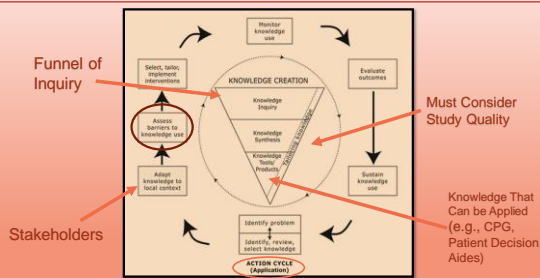 Monitor
knowledge
use
Funnel of
Inquiry
Select, tailor,
implement
interventions
KNOWLEDGE CREATION
Evaluate
outcomes
Knowledge
Inquiry
Must Consider
Study Quality
Assess
barriers to
knowledge use
Knowledge
Synthesis
Tailoring knowledge
Knowledge
Tools/
Products
Adapt
knowledge to
local context
Sustain
knowledge
use
Knowledge That
Can be Applied
(e.g., CPG,
Patient Decision
Aides)
Stakeholders
Identify problem
Identify, review,
select knowledge
ACTION CYCLE
(Application)